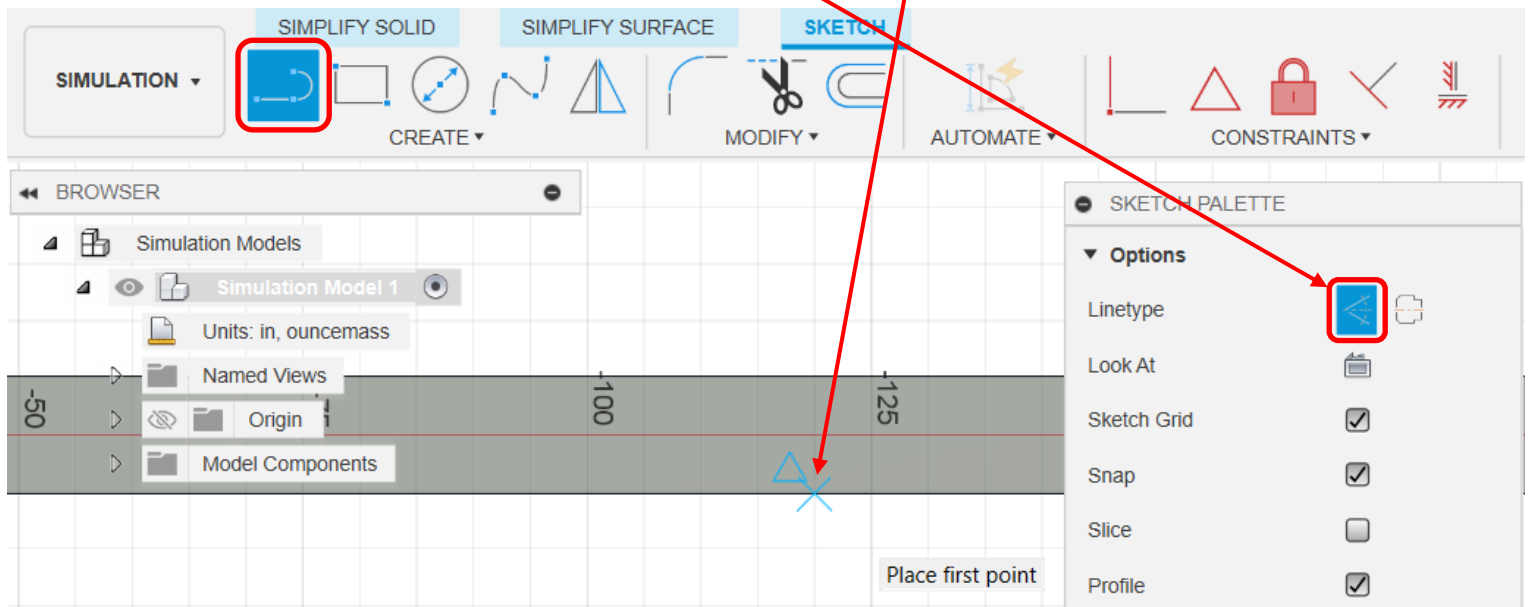 SIMPLIFY SOLID SIMPLIFY SURFACE SKETCH
SIMULATION
CREATE MODIFY AUTOMATE CONSTRAINTS
BROWSER
Simulation Models
Simulation Model 1
Units: in, ouncemass
Named Views
Origin
Model Components
-50
-100
-125
Place first point
SKETCH PALETTE
Options
Linetype
Look At
Sketch Grid
Snap
Slice
Profile